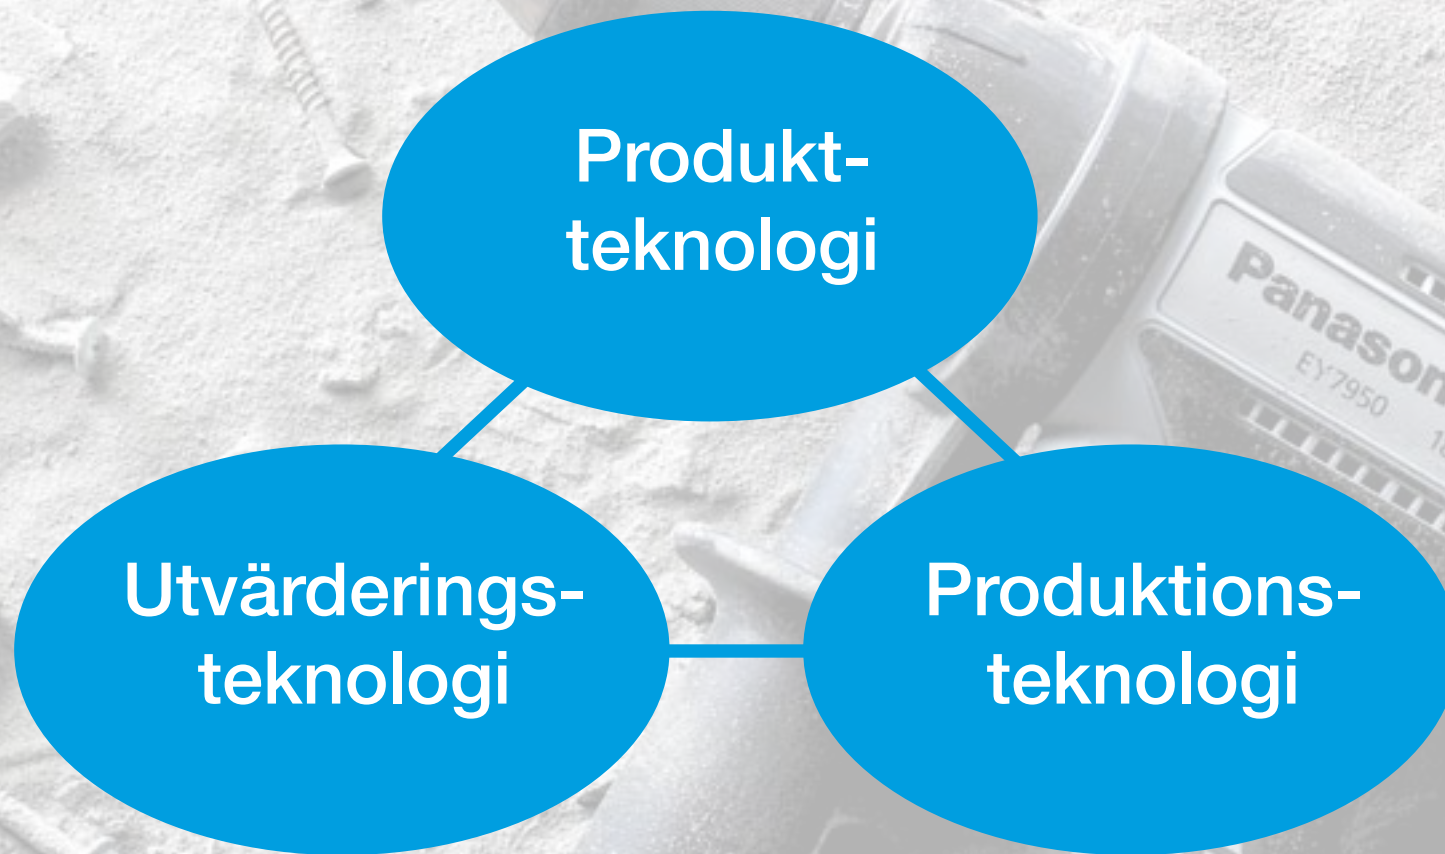 Produkt-
teknologi
Panason
EY7950
Utvärderings-
teknologi
Produktions-
teknologi